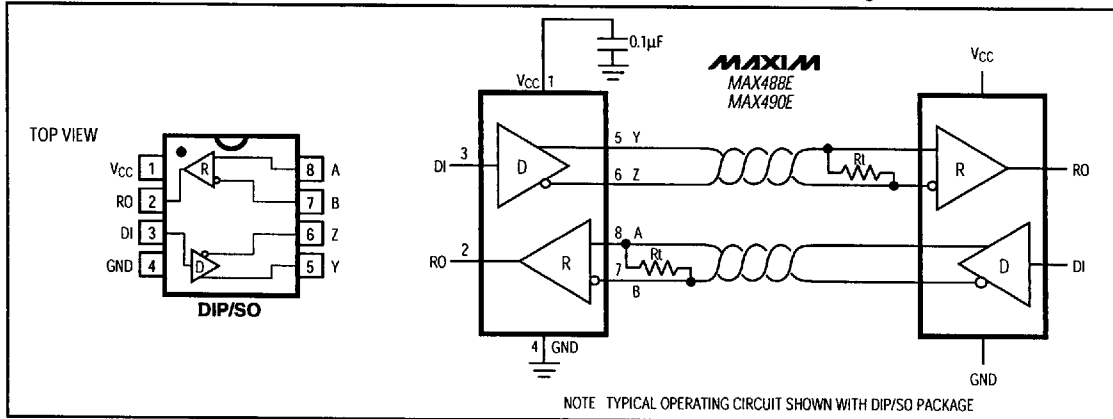 TOP VIEW
VCC 1
RO 2
DI 3
GND 4
8 A
7 B
6 Z
5 Y
R
D
DIP/SO
0.1µF
VCC 1
MAXIM
MAX488E
MAX490E
VCC
DI 3
D
5 Y
6 Z
Rt
R
RO
RO 2
R
8 A
Rt
7
B
D
DI
4 GND
GND
NOTE TYPICAL OPERATING CIRCUIT SHOWN WITH DIP/SO PACKAGE